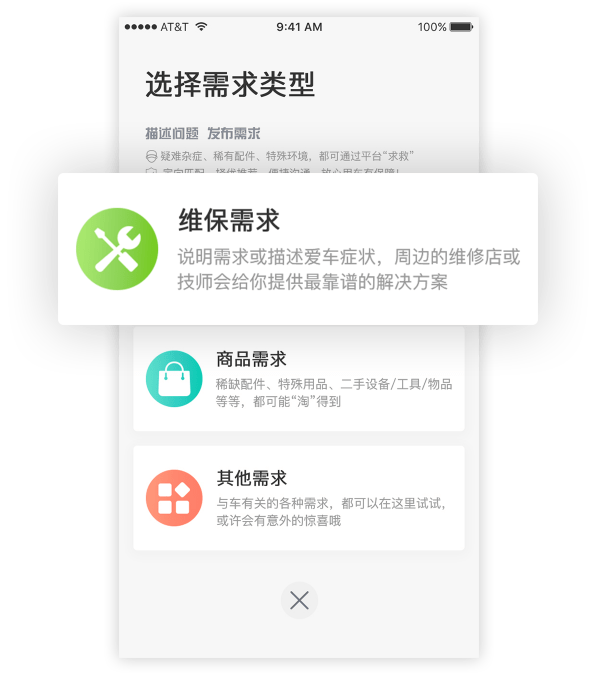 AT&T 9:41 AM 100%
选择需求类型
描述问题 发布需求
疑难杂症、稀有配件、特殊环境，都可通过平台“求救”
维保需求
说明需求或描述爱车症状，周边的维修店或
技师会给你提供最靠谱的解决方案
商品需求
稀缺配件、特殊用品、二手设备/工具/物品
等等，都可能“淘”得到
其他需求
与车有关的各种需求，都可以在这里试试，
或许会有意外的惊喜哦